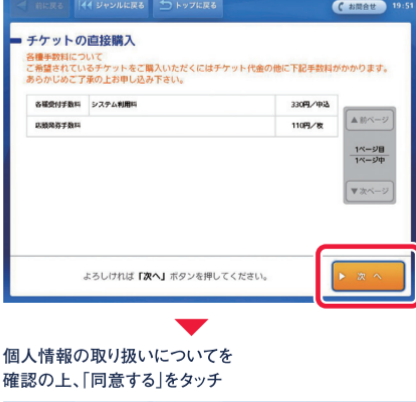 前に戻る ジャンルに戻る トップに戻る お問合せ 19:51
チケットの直接購入
各種手数料について
ご希望されているチケットをご購入いただくにはチケット代金の他に下記手数料がかかります。
あらかじめご了承の上お申し込み下さい。
各種受付手数料 システム利用料 330円/申込
店頭発券手数料 110円/枚
▲前ページ
1ページ目
1ページ中
▼次ページ
よろしければ「次へ」ボタンを押してください。
次 へ
個人情報の取り扱いについてを
確認の上、「同意する」をタッチ